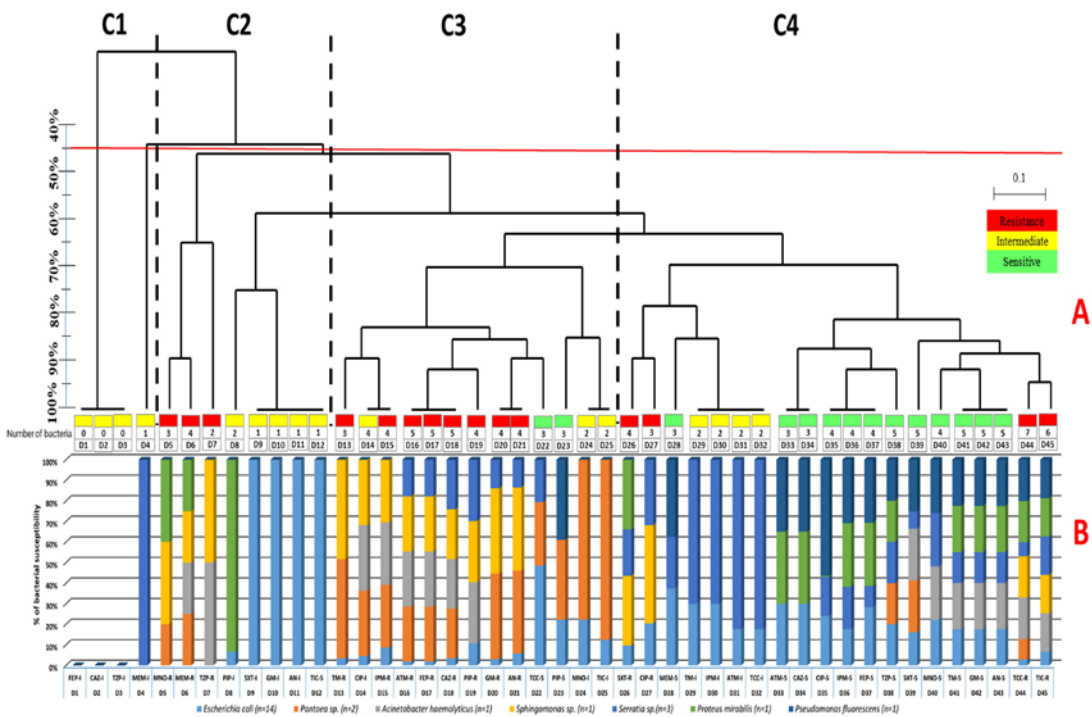 C1 C2 C3 C4
40%
50%
60%
70%
80%
90%
100%
0.1
Resistance
Intermediate
Sensitive
A
Number of bacteria 0 0 0 1 3 4 2 2 1 1 1 1 3 4 4 5 5 5 4 4 4 3 3 2 2 4 3 3 2 2 2 2 3 3 4 4 4 5 5 4 5 5 5 7 6
D1 D2 D3 D4 D5 D6 D7 D8 D9 D10 D11 D12 D13 D14 D15 D16 D17 D18 D19 D20 D21 D22 D23 D24 D25 D26 D27 D28 D29 D30 D31 D32 D33 D34 D35 D36 D37 D38 D39 D40 D41 D42 D43 D44 D45
B
% of bacterial susceptibility
100%
90%
80%
70%
60%
50%
40%
30%
20%
10%
0%
FEP-I CAZ-I TZP-I MEM-I MNO-R MEM-R TZP-R PIP-I SXT-I GM-I AN-I TIC-S TM-R CIP-I IPM-R ATM-R FEP-R CAZ-R PIP-R GM-R AN-R TCC-S PIP-S MNO-I TIC-I SXT-R CIP-R MEM-S TM-I IPM-I ATM-I TCC-I ATM-S CAZ-S CIP-S IPM-S FEP-S TZP-S SXT-S MNO-S TM-S GM-S AN-S TCC-R TIC-R
D1 D2 D3 D4 D5 D6 D7 D8 D9 D10 D11 D12 D13 D14 D15 D16 D17 D18 D19 D20 D21 D22 D23 D24 D25 D26 D27 D28 D29 D30 D31 D32 D33 D34 D35 D36 D37 D38 D39 D40 D41 D42 D43 D44 D45
Escherichia coli (n=14) Pantoea sp. (n=2) Acinetobacter haemolyticus (n=1) Sphingomonas sp. (n=1) Serratia sp.(n=3) Proteus mirabilis (n=1) Pseudomonas fluorescens (n=1)